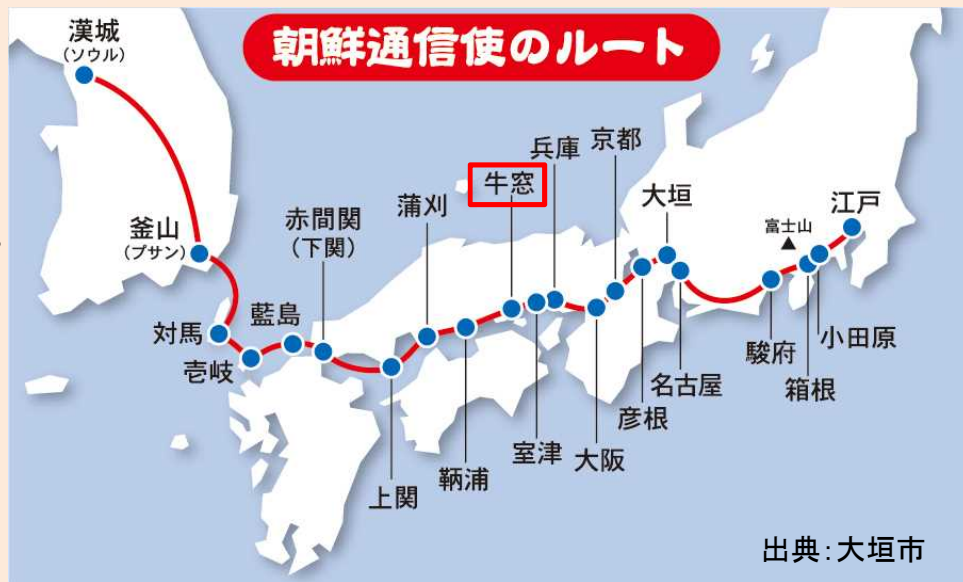 朝鮮通信使のルート
漢城
(ソウル)
釜山
(プサン)
対馬
壱岐
藍島
赤間関
(下関)
上関
蒲刈
鞆浦
牛窓
室津
兵庫
大阪
京都
彦根
大垣
名古屋
駿府
富士山
箱根
小田原
江戸
出典:大垣市